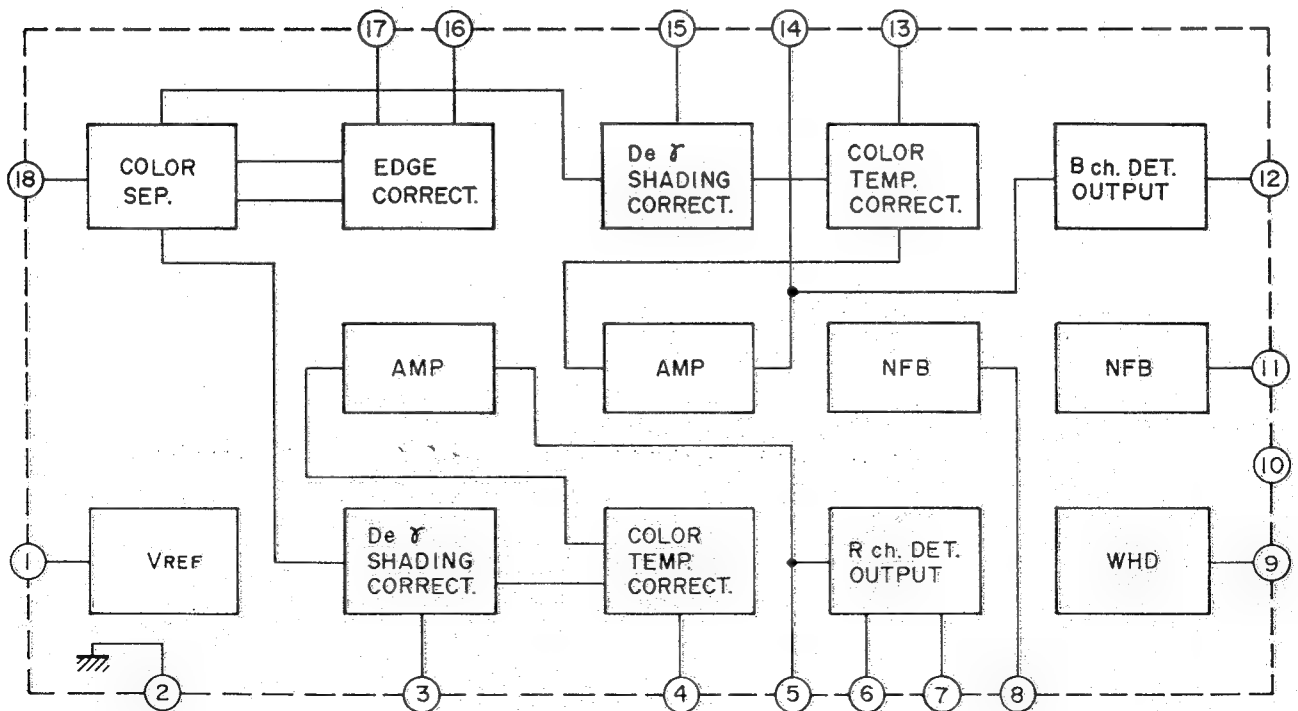 17
16
15
14
13
18
COLOR
SEP.
EDGE
CORRECT.
De γ
SHADING
CORRECT.
COLOR
TEMP.
CORRECT.
B ch. DET.
OUTPUT
12
AMP
AMP
NFB
NFB
11
10
1
VREF
De γ
SHADING
CORRECT.
COLOR
TEMP.
CORRECT.
R ch. DET.
OUTPUT
WHD
9
2
3
4
5
6
7
8